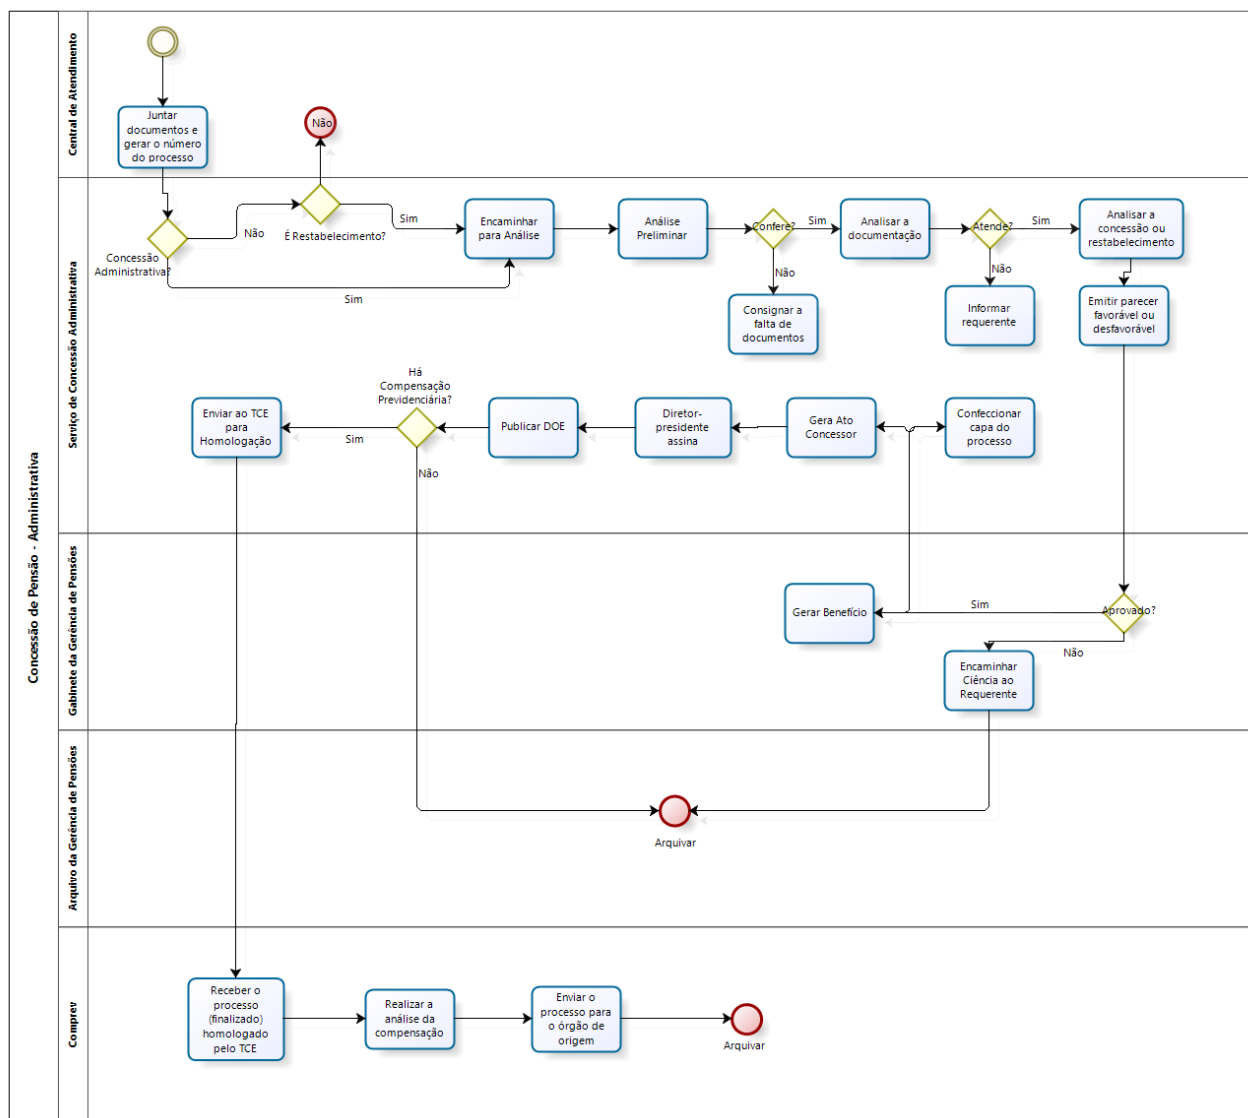 Concessão de Pensão - Administrativa
Central de Atendimento
Juntar
documentos e
gerar o número
do processo
Não
Serviço de Concessão Administrativa
Concessão
Administrativa?
Não
Sim
É Restabelecimento?
Sim
Encaminhar
para Análise
Análise
Preliminar
Confere?
Sim
Não
Consignar a
falta de
documentos
Analisar a
documentação
Atende?
Sim
Não
Informar
requerente
Analisar a
concessão ou
restabelecimento
Emitir parecer
favorável ou
desfavorável
Enviar ao TCE
para
Homologação
Sim
Há
Compensação
Previdenciária?
Não
Publicar DOE
Diretor-
presidente
assina
Gera Ato
Concessor
Confeccionar
capa do
processo
Gabinete da Gerência de Pensões
Gerar Benefício
Sim
Aprovado?
Não
Encaminhar
Ciência ao
Requerente
Arquivo da Gerência de Pensões
Arquivar
Comprev
Receber o
processo
(finalizado)
homologado
pelo TCE
Realizar a
análise da
compensação
Enviar o
processo para
o órgão de
origem
Arquivar